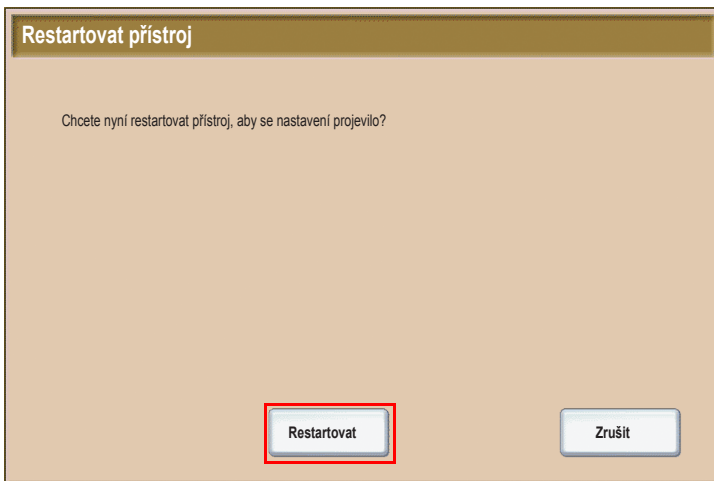 Restartovat přístroj
Chcete nyní restartovat přístroj, aby se nastavení projevilo?
Restartovat
Zrušit